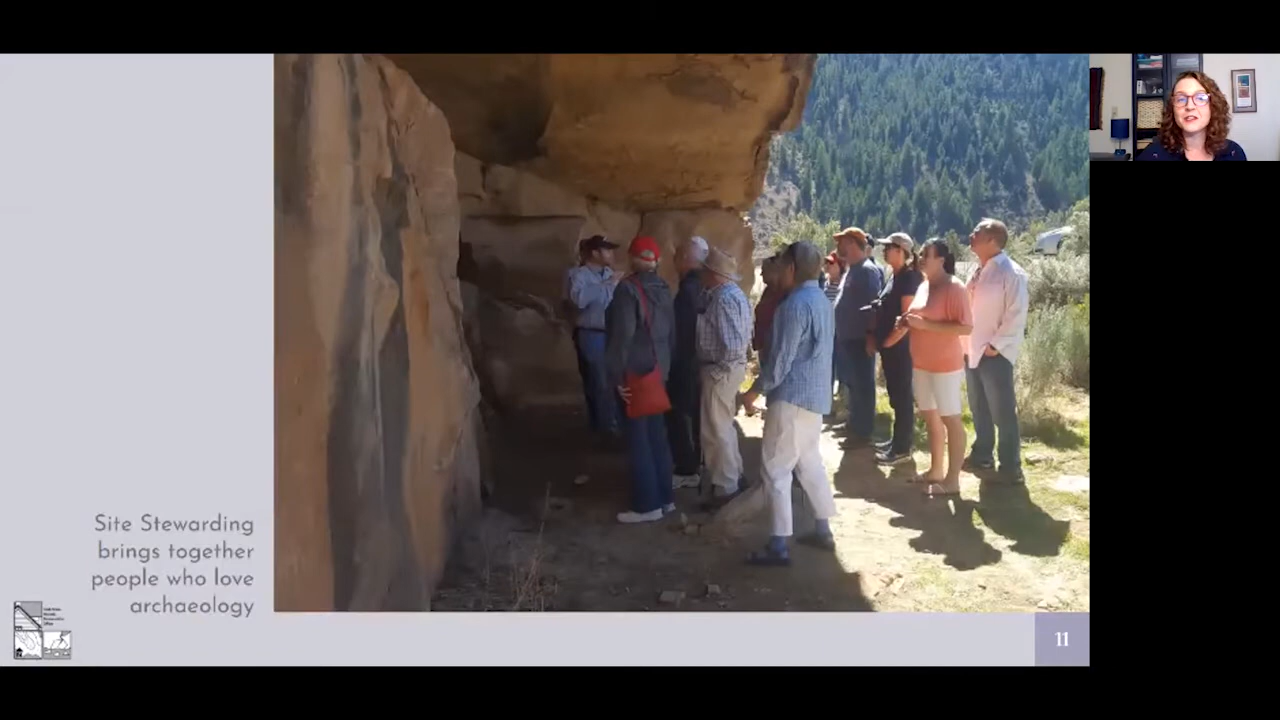 Site Stewarding
brings together
people who love
archaeology
11